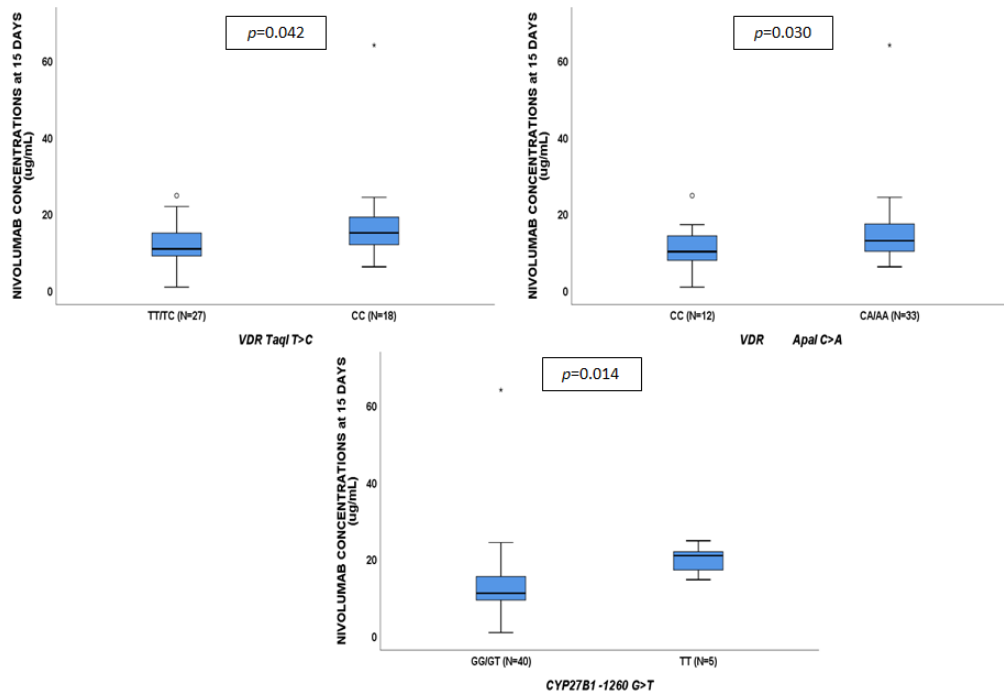 p=0.042
NIVOLUMAB CONCENTRATIONS at 15 DAYS
(ug/mL)
60
40
20
0
TT/TC (N=27)
CC (N=18)
VDR TaqI T>C
p=0.030
NIVOLUMAB CONCENTRATIONS at 15 DAYS
(ug/mL)
60
40
20
0
CC (N=12)
CA/AA (N=33)
VDR ApaI C>A
p=0.014
NIVOLUMAB CONCENTRATIONS at 15 DAYS
(ug/mL)
60
40
20
0
GG/GT (N=40)
TT (N=5)
CYP27B1 -1260 G>T